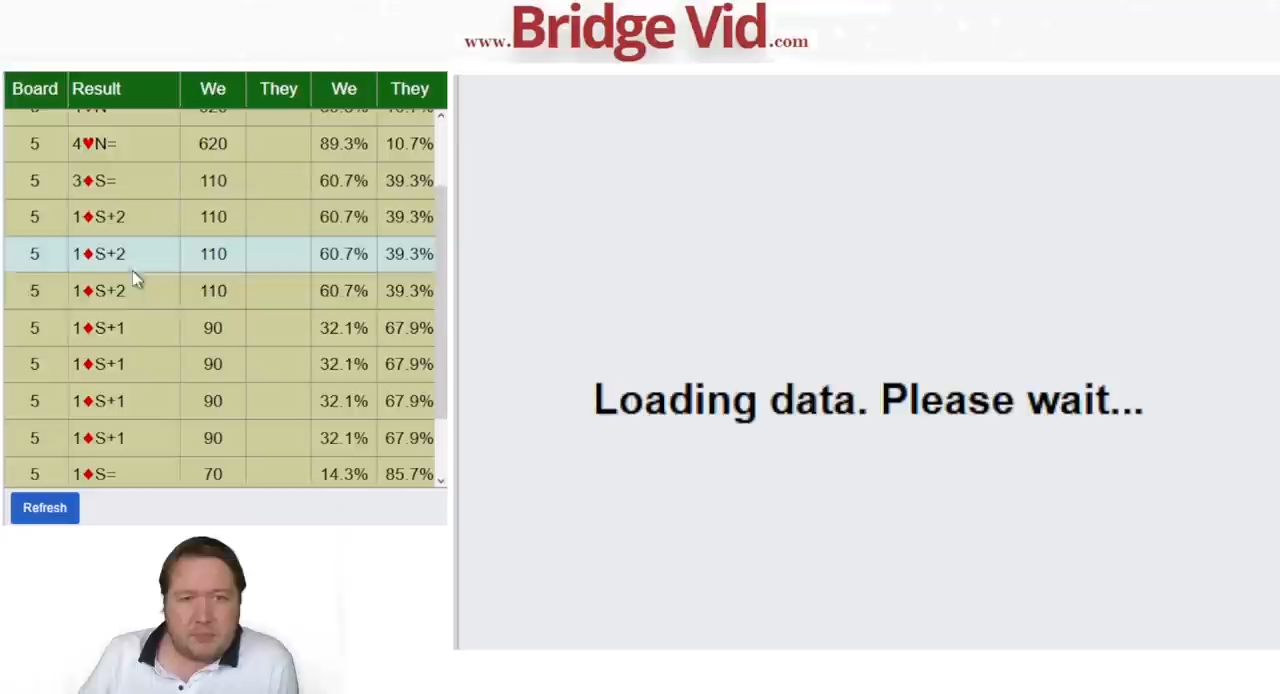 www.Bridge Vid.com
Board Result We They We They
5 4♥N= 620 89.3% 10.7%
5 3♦S= 110 60.7% 39.3%
5 1♦S+2 110 60.7% 39.3%
5 1♦S+2 110 60.7% 39.3%
5 1♦S+2 110 60.7% 39.3%
5 1♦S+1 90 32.1% 67.9%
5 1♦S+1 90 32.1% 67.9%
5 1♦S+1 90 32.1% 67.9%
5 1♦S+1 90 32.1% 67.9%
5 1♦S= 70 14.3% 85.7%
Refresh
Loading data. Please wait...